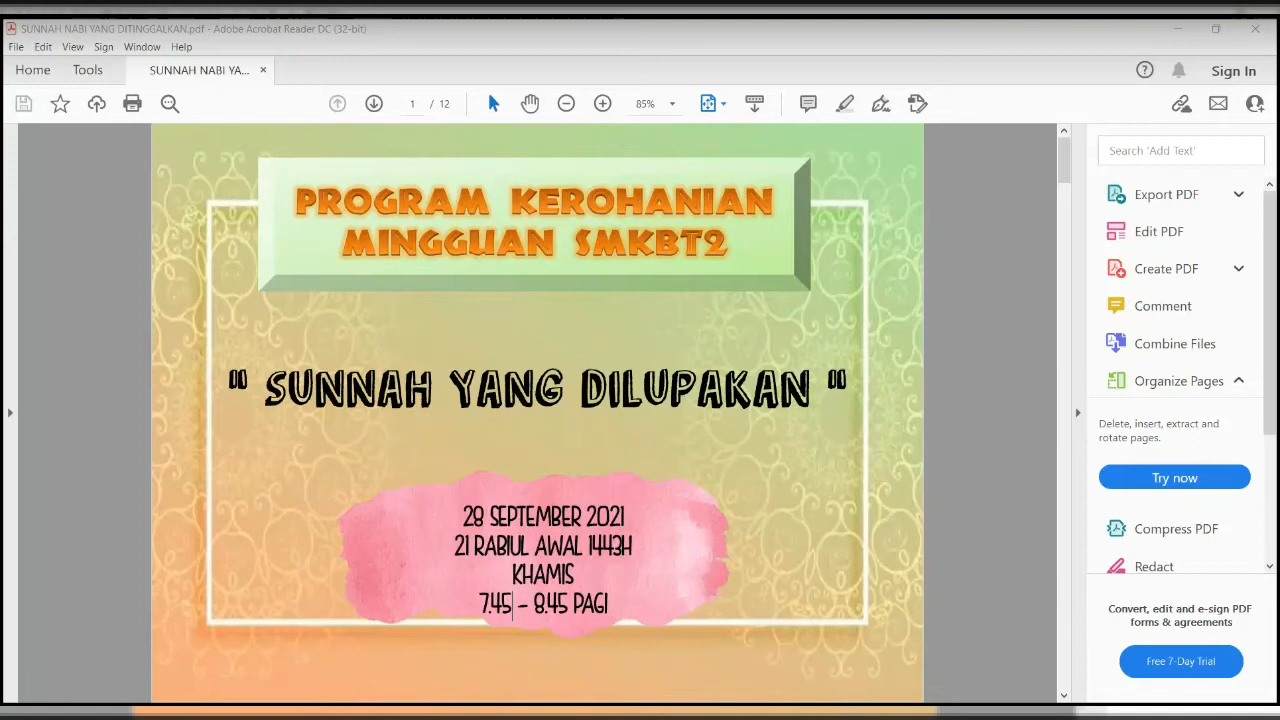 SUNNAH NABI YANG DITINGGALKAN.pdf - Adobe Acrobat Reader DC (32-bit)
File Edit View Sign Window Help
Home Tools SUNNAH NABI YA... × Sign In
1 / 12 85%
PROGRAM KEROHANIAN
MINGGUAN SMKBT2
" SUNNAH YANG DILUPAKAN "
28 SEPTEMBER 2021
21 RABIUL AWAL 1443H
KHAMIS
7.45 - 8.45 PAGI
Search 'Add Text'
Export PDF
Edit PDF
Create PDF
Comment
Combine Files
Organize Pages
Delete, insert, extract and
rotate pages.
Try now
Compress PDF
Redact
Convert, edit and e-sign PDF
forms & agreements
Free 7-Day Trial